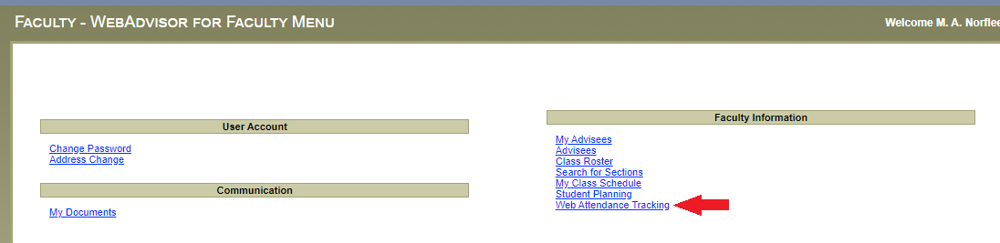 Faculty - WebAdvisor for Faculty Menu
Welcome M. A. Norflee
User Account
Change Password
Address Change
Communication
My Documents
Faculty Information
My Advisees
Advisees
Class Roster
Search for Sections
My Class Schedule
Student Planning
Web Attendance Tracking